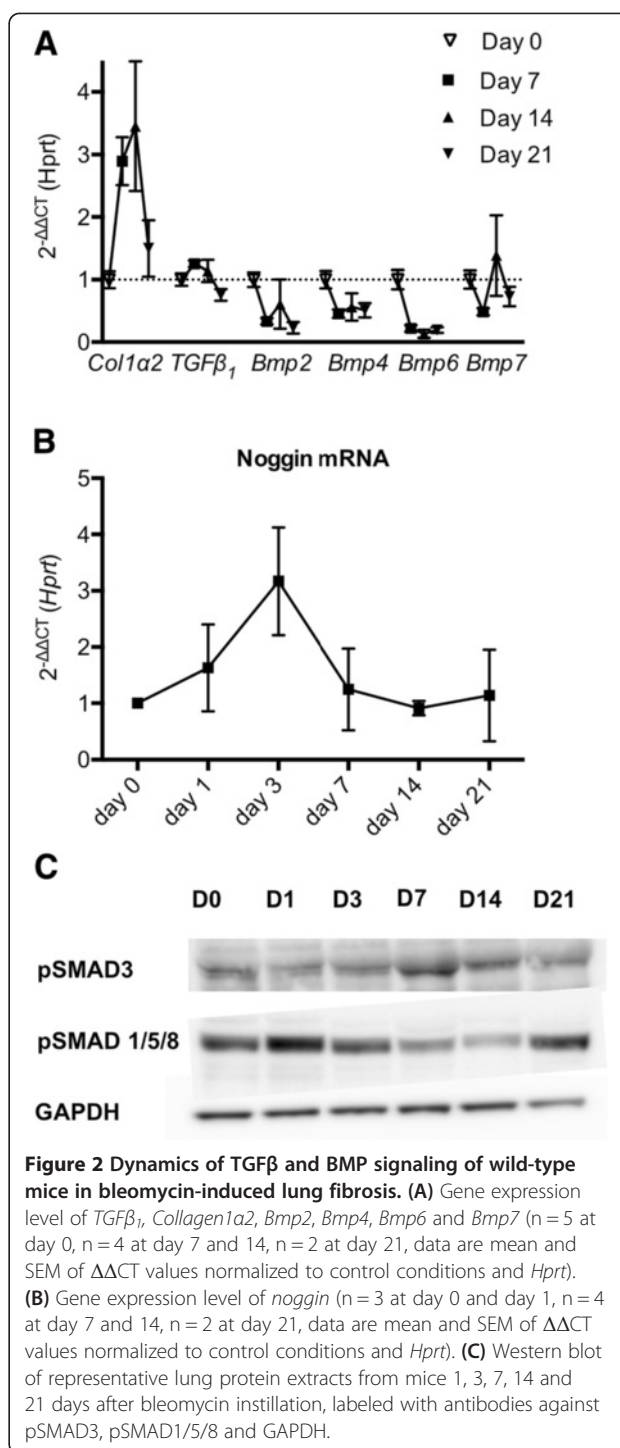 A
Day 0
Day 7
Day 14
Day 21
2-ΔΔCT (Hprt)
4
3
2
1
0
Col1α2 TGFβ1 Bmp2 Bmp4 Bmp6 Bmp7
B
Noggin mRNA
2-ΔΔCT (Hprt)
5
4
3
2
1
0
day 0 day 1 day 3 day 7 day 14 day 21
C
D0 D1 D3 D7 D14 D21
pSMAD3
pSMAD 1/5/8
GAPDH
Figure 2 Dynamics of TGFβ and BMP signaling of wild-type
mice in bleomycin-induced lung fibrosis. (A) Gene expression
level of TGFβ1, Collagen1α2, Bmp2, Bmp4, Bmp6 and Bmp7 (n = 5 at
day 0, n = 4 at day 7 and 14, n = 2 at day 21, data are mean and
SEM of ΔΔCT values normalized to control conditions and Hprt).
(B) Gene expression level of noggin (n = 3 at day 0 and day 1, n = 4
at day 7 and 14, n = 2 at day 21, data are mean and SEM of ΔΔCT
values normalized to control conditions and Hprt). (C) Western blot
of representative lung protein extracts from mice 1, 3, 7, 14 and
21 days after bleomycin instillation, labeled with antibodies against
pSMAD3, pSMAD1/5/8 and GAPDH.